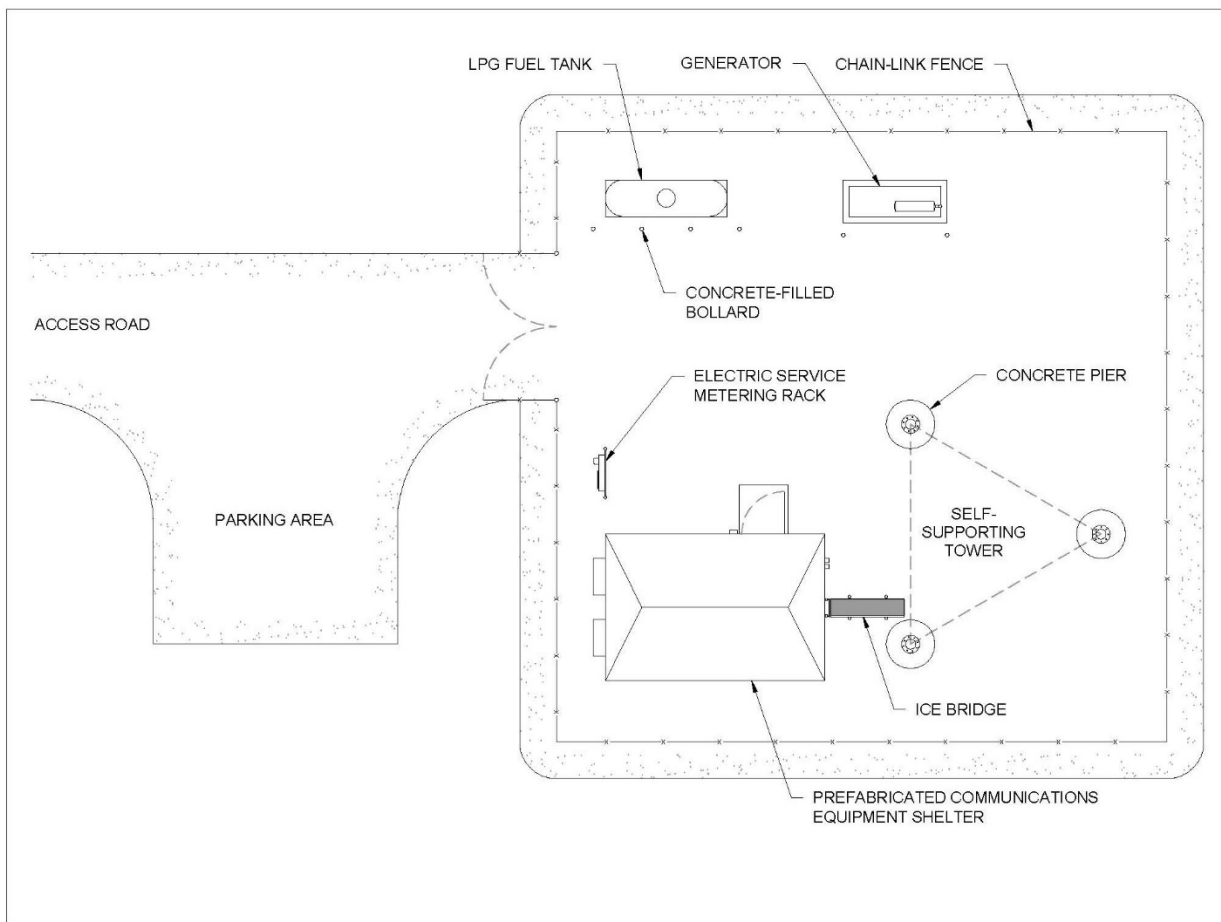 LPG FUEL TANK
GENERATOR
CHAIN-LINK FENCE
CONCRETE-FILLED
BOLLARD
ACCESS ROAD
ELECTRIC SERVICE
METERING RACK
CONCRETE PIER
PARKING AREA
SELF-
SUPPORTING
TOWER
ICE BRIDGE
PREFABRICATED COMMUNICATIONS
EQUIPMENT SHELTER